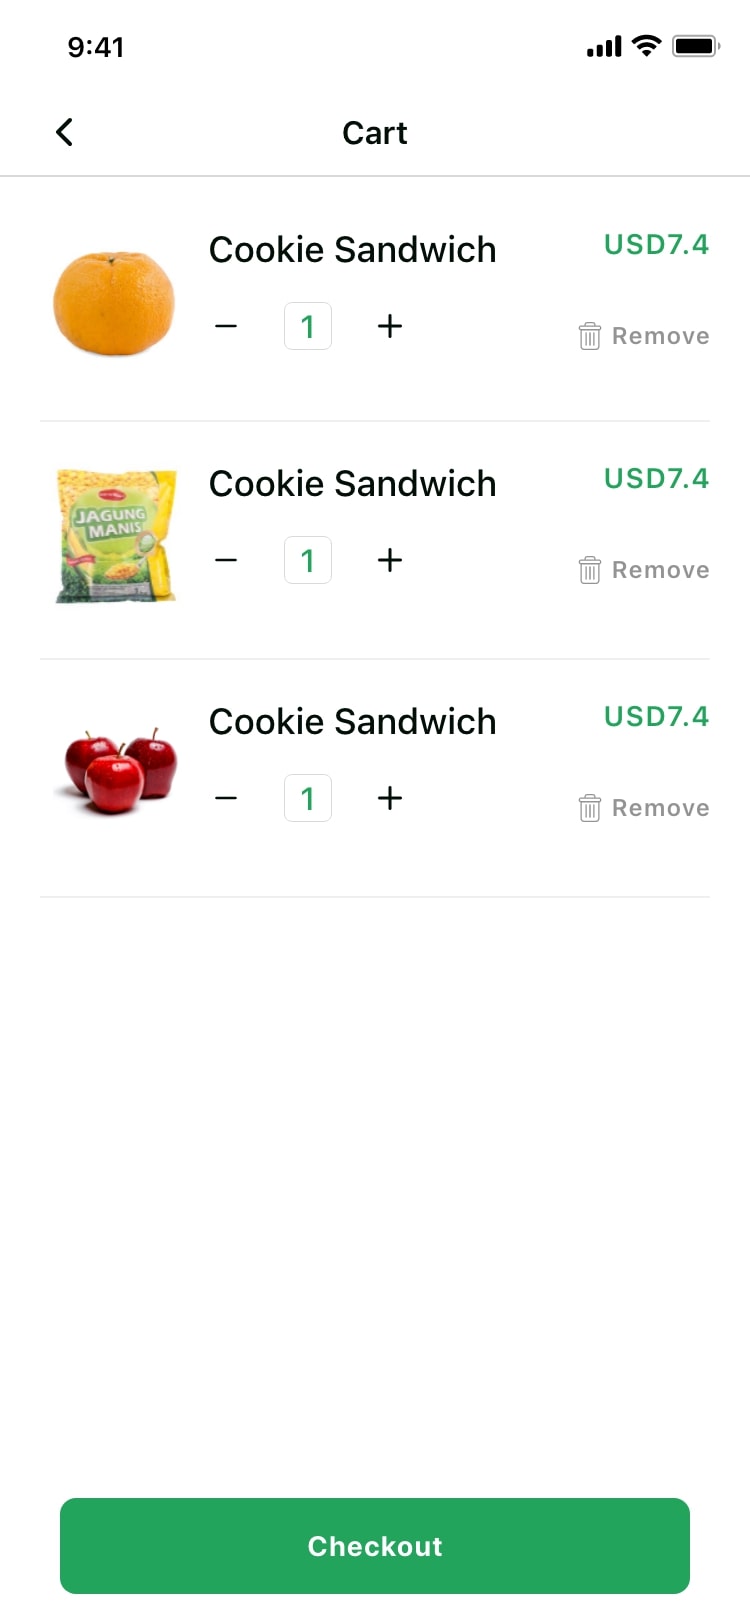 9:41
Cart
Cookie Sandwich
USD7.4
1
Remove
Cookie Sandwich
USD7.4
JAGUNG
MANIS
1
Remove
Cookie Sandwich
USD7.4
1
Remove
Checkout